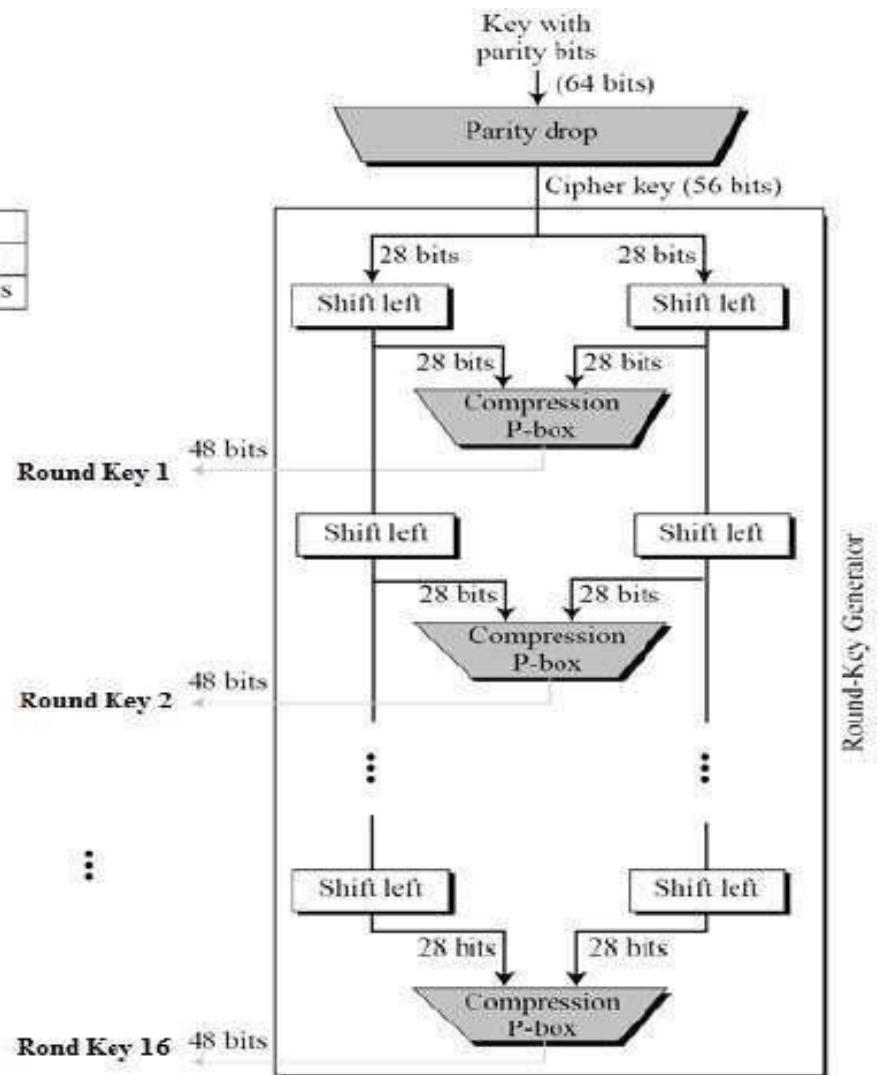 Key with
parity bits
(64 bits)
Parity drop
Cipher key (56 bits)
s
28 bits
28 bits
Shift left
Shift left
28 bits
28 bits
Compression
P-box
48 bits
Round Key 1
Shift left
Shift left
28 bits
28 bits
Compression
P-box
48 bits
Round Key 2
Round-Key Generator
Shift left
Shift left
28 bits
28 bits
Compression
P-box
48 bits
Rond Key 16